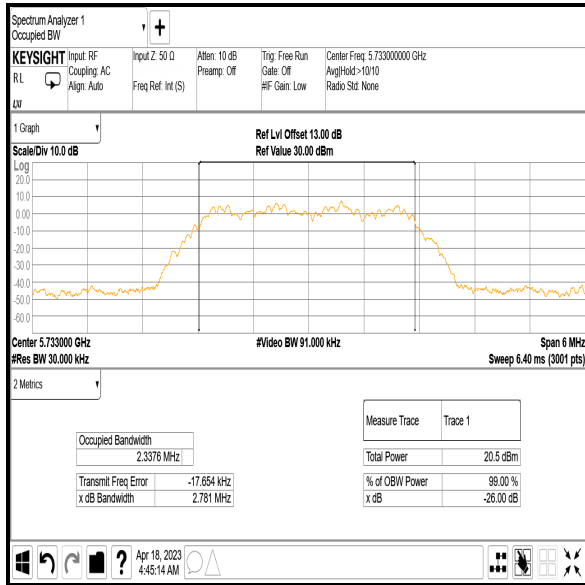 Spectrum Analyzer 1
Occupied BW
+
KEYSIGHT
RL
LXI
Input: RF
Coupling: AC
Align: Auto
Input Z: 50 Ω
Freq Ref: Int (S)
Atten: 10 dB
Preamp: Off
Trig: Free Run
Gate: Off
#IF Gain: Low
Center Freq: 5.733000000 GHz
Avg|Hold:>10/10
Radio Std: None
1 Graph
Scale/Div 10.0 dB
Ref Lvl Offset 13.00 dB
Ref Value 30.00 dBm
Log
20.0
10.0
0.00
-10.0
-20.0
-30.0
-40.0
-50.0
-60.0
Center 5.733000 GHz
#Res BW 30.000 kHz
#Video BW 91.000 kHz
Span 6 MHz
Sweep 6.40 ms (3001 pts)
2 Metrics
Occupied Bandwidth
2.3376 MHz
Transmit Freq Error -17.654 kHz
x dB Bandwidth 2.781 MHz
Measure Trace Trace 1
Total Power 20.5 dBm
% of OBW Power 99.00 %
x dB -26.00 dB
?
Apr 18, 2023
4:45:14 AM